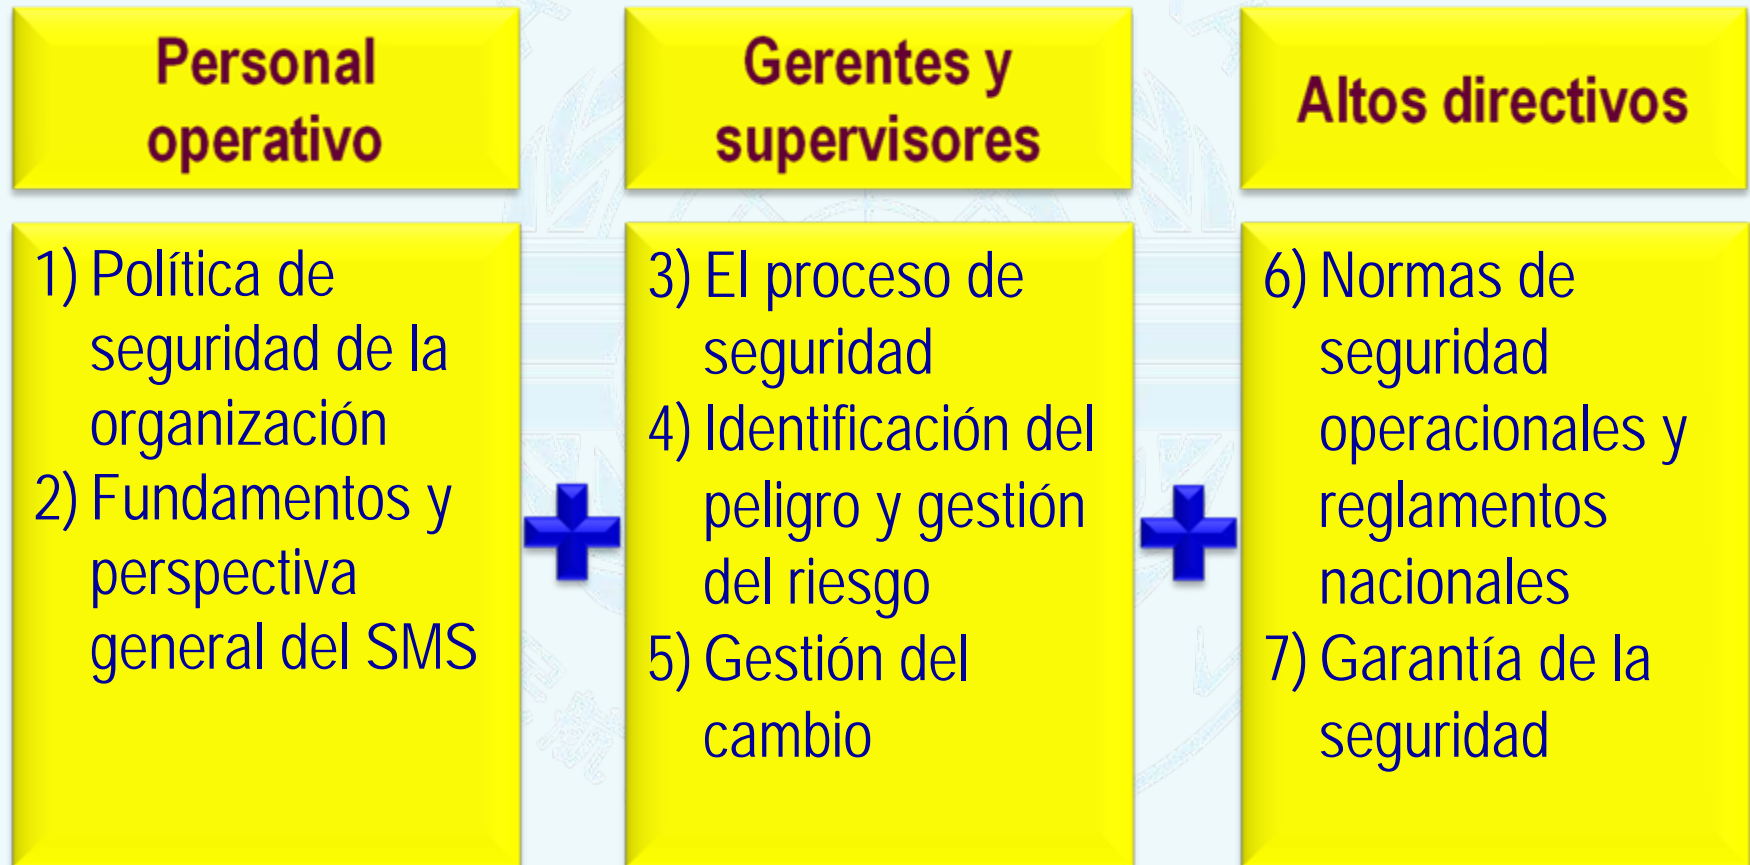 Personal
operativo
Gerentes y
supervisores
Altos directivos
1) Política de
seguridad de la
organización
2) Fundamentos y
perspectiva
general del SMS
3) El proceso de
seguridad
4) Identificación del
peligro y gestión
del riesgo
5) Gestión del
cambio
6) Normas de
seguridad
operacionales y
reglamentos
nacionales
7) Garantía de la
seguridad